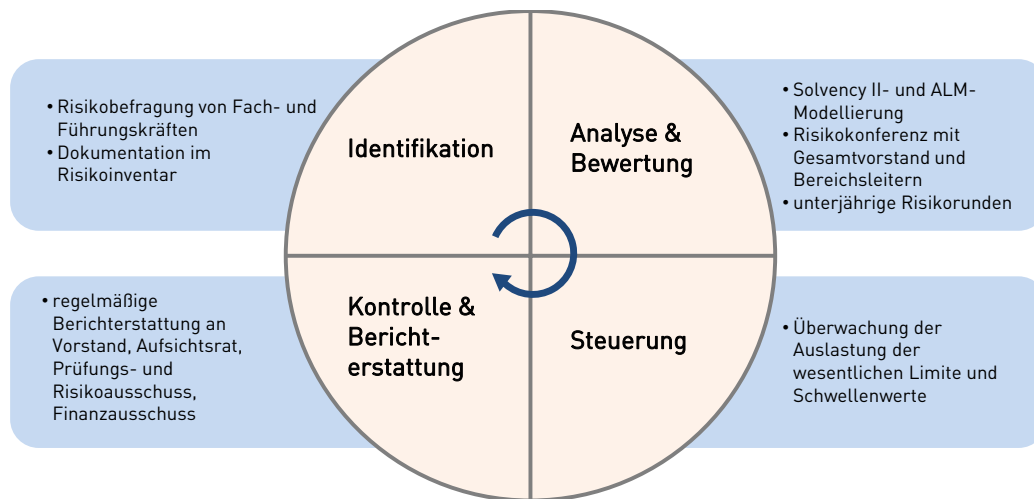 • Risikobefragung von Fach- und
Führungskräften
• Dokumentation im
Risikoinventar
Identifikation
Analyse &
Bewertung
• Solvency II- und ALM-
Modellierung
• Risikokonferenz mit
Gesamtvorstand und
Bereichsleitern
• unterjährige Risikorunden
• regelmäßige
Berichterstattung an
Vorstand, Aufsichtsrat,
Prüfungs- und
Risikoausschuss,
Finanzausschuss
Kontrolle &
Bericht-
erstattung
Steuerung
• Überwachung der
Auslastung der
wesentlichen Limite und
Schwellenwerte